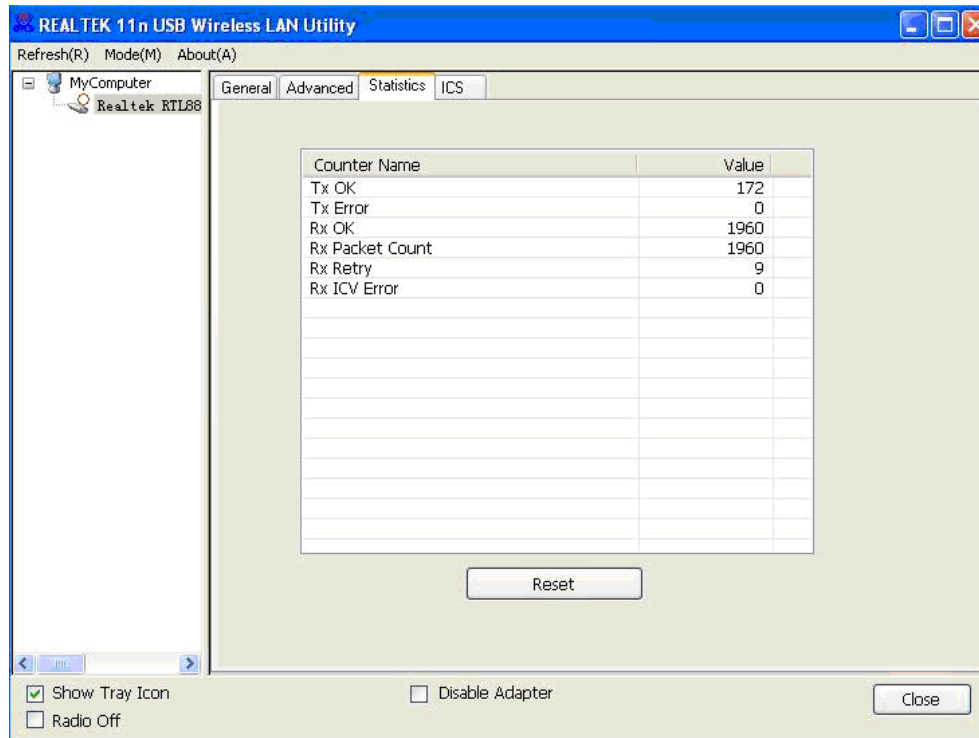 REALTEK 11n USB Wireless LAN Utility
Refresh(R) Mode(M) About(A)
MyComputer
Realtek RTL88
General Advanced Statistics ICS
Counter Name Value
Tx OK 172
Tx Error 0
Rx OK 1960
Rx Packet Count 1960
Rx Retry 9
Rx ICV Error 0
Reset
Show Tray Icon
Radio Off
Disable Adapter
Close